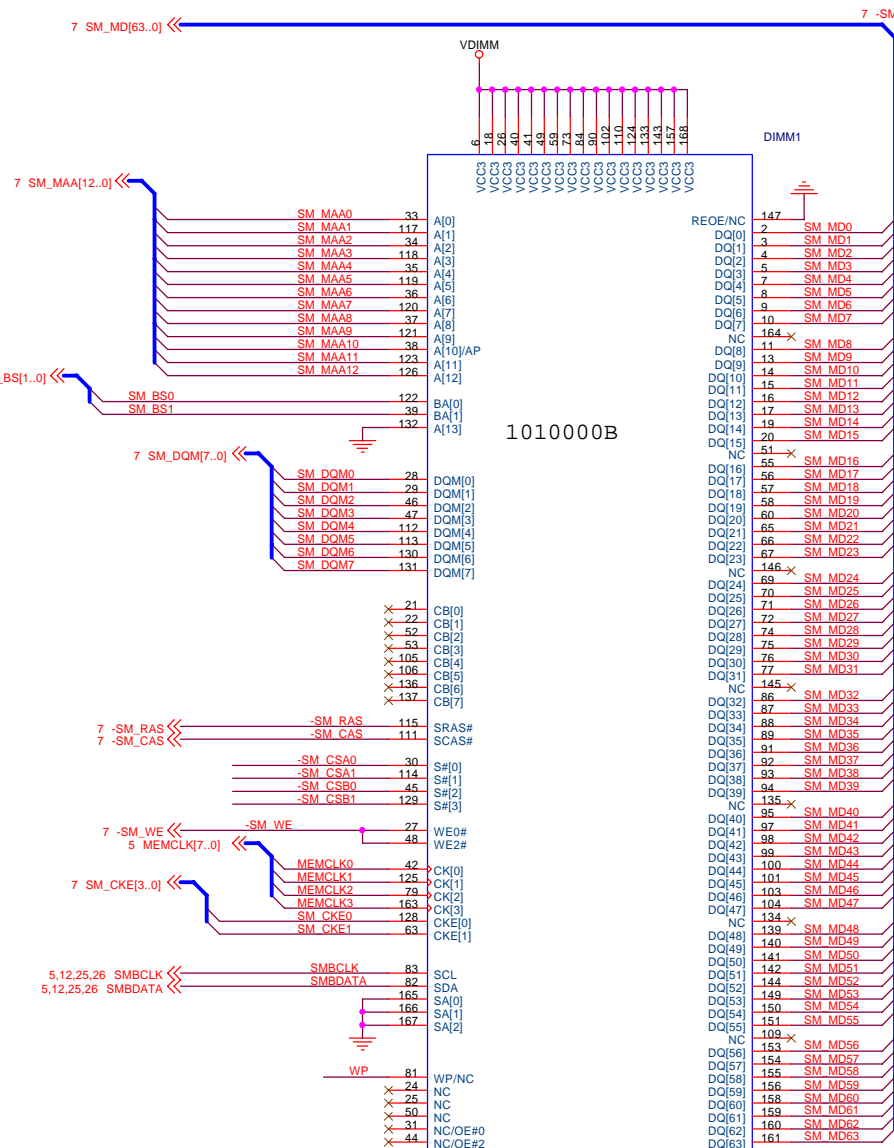 7 SM_MD[63..0]
7 -SM
VDIMM
6 18 26 40 41 49 59 73 84 90 102 110 124 133 143 157 168
DIMM1
VCC3 VCC3 VCC3 VCC3 VCC3 VCC3 VCC3 VCC3 VCC3 VCC3 VCC3 VCC3 VCC3 VCC3 VCC3 VCC3 VCC3
7 SM_MAA[12..0]
SM_MAA0 33 A[0]
SM_MAA1 117 A[1]
SM_MAA2 34 A[2]
SM_MAA3 118 A[3]
SM_MAA4 35 A[4]
SM_MAA5 119 A[5]
SM_MAA6 36 A[6]
SM_MAA7 120 A[7]
SM_MAA8 37 A[8]
SM_MAA9 121 A[9]
SM_MAA10 38 A[10]/AP
SM_MAA11 123 A[11]
SM_MAA12 126 A[12]
_BS[1..0]
SM_BS0 122 BA[0]
SM_BS1 39 BA[1]
132 A[13]
1010000B
7 SM_DQM[7..0]
SM_DQM0 28 DQM[0]
SM_DQM1 29 DQM[1]
SM_DQM2 46 DQM[2]
SM_DQM3 47 DQM[3]
SM_DQM4 112 DQM[4]
SM_DQM5 113 DQM[5]
SM_DQM6 130 DQM[6]
SM_DQM7 131 DQM[7]
21 CB[0]
22 CB[1]
52 CB[2]
53 CB[3]
105 CB[4]
106 CB[5]
136 CB[6]
137 CB[7]
7 -SM_RAS -SM_RAS 115 SRAS#
7 -SM_CAS -SM_CAS 111 SCAS#
-SM_CSA0 30 S#[0]
-SM_CSA1 114 S#[1]
-SM_CSB0 45 S#[2]
-SM_CSB1 129 S#[3]
7 -SM_WE -SM_WE 27 WE0#
48 WE2#
5 MEMCLK[7..0]
MEMCLK0 42 CK[0]
MEMCLK1 125 CK[1]
MEMCLK2 79 CK[2]
MEMCLK3 163 CK[3]
7 SM_CKE[3..0]
SM_CKE0 128 CKE[0]
SM_CKE1 63 CKE[1]
5,12,25,26 SMBCLK SMBCLK 83 SCL
5,12,25,26 SMBDATA SMBDATA 82 SDA
165 SA[0]
166 SA[1]
167 SA[2]
WP 81 WP/NC
24 NC
25 NC
50 NC
31 NC/OE#0
44 NC/OE#2
REOE/NC 147
DQ[0] 2 SM_MD0
DQ[1] 3 SM_MD1
DQ[2] 4 SM_MD2
DQ[3] 5 SM_MD3
DQ[4] 7 SM_MD4
DQ[5] 8 SM_MD5
DQ[6] 9 SM_MD6
DQ[7] 10 SM_MD7
NC 164
DQ[8] 11 SM_MD8
DQ[9] 13 SM_MD9
DQ[10] 14 SM_MD10
DQ[11] 15 SM_MD11
DQ[12] 16 SM_MD12
DQ[13] 17 SM_MD13
DQ[14] 19 SM_MD14
DQ[15] 20 SM_MD15
NC 51
DQ[16] 55 SM_MD16
DQ[17] 56 SM_MD17
DQ[18] 57 SM_MD18
DQ[19] 58 SM_MD19
DQ[20] 60 SM_MD20
DQ[21] 65 SM_MD21
DQ[22] 66 SM_MD22
DQ[23] 67 SM_MD23
NC 146
DQ[24] 69 SM_MD24
DQ[25] 70 SM_MD25
DQ[26] 71 SM_MD26
DQ[27] 72 SM_MD27
DQ[28] 74 SM_MD28
DQ[29] 75 SM_MD29
DQ[30] 76 SM_MD30
DQ[31] 77 SM_MD31
NC 145
DQ[32] 86 SM_MD32
DQ[33] 87 SM_MD33
DQ[34] 88 SM_MD34
DQ[35] 89 SM_MD35
DQ[36] 91 SM_MD36
DQ[37] 92 SM_MD37
DQ[38] 93 SM_MD38
DQ[39] 94 SM_MD39
NC 135
DQ[40] 95 SM_MD40
DQ[41] 97 SM_MD41
DQ[42] 98 SM_MD42
DQ[43] 99 SM_MD43
DQ[44] 100 SM_MD44
DQ[45] 101 SM_MD45
DQ[46] 103 SM_MD46
DQ[47] 104 SM_MD47
NC 134
DQ[48] 139 SM_MD48
DQ[49] 140 SM_MD49
DQ[50] 141 SM_MD50
DQ[51] 142 SM_MD51
DQ[52] 144 SM_MD52
DQ[53] 149 SM_MD53
DQ[54] 150 SM_MD54
DQ[55] 151 SM_MD55
NC 109
DQ[56] 153 SM_MD56
DQ[57] 154 SM_MD57
DQ[58] 155 SM_MD58
DQ[59] 156 SM_MD59
DQ[60] 158 SM_MD60
DQ[61] 159 SM_MD61
DQ[62] 160 SM_MD62
DQ[63] 161 SM_MD63